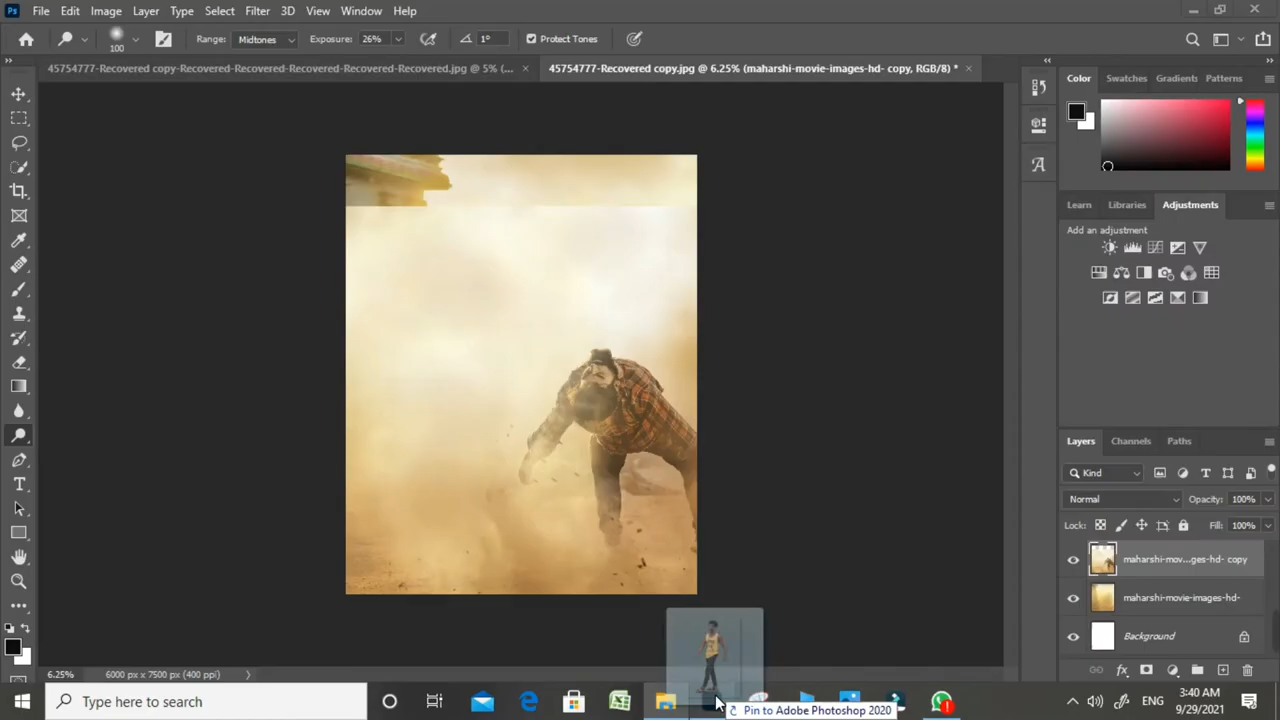 Ps File Edit Image Layer Type Select Filter 3D View Window Help
100 Range: Midtones Exposure: 26% 1° Protect Tones
45754777-Recovered copy-Recovered-Recovered-Recovered-Recovered-Recovered.jpg @ 5% (... × 45754777-Recovered copy.jpg @ 6.25% (maharshi-movie-images-hd- copy, RGB/8) * ×
Color Swatches Gradients Patterns
Learn Libraries Adjustments
Add an adjustment
Layers Channels Paths
Kind
Normal Opacity: 100%
Lock: Fill: 100%
maharshi-mov...ges-hd- copy
maharshi-movie-images-hd-
Background
6.25% 6000 px x 7500 px (400 ppi)
Type here to search
Pin to Adobe Photoshop 2020
ENG
3:40 AM
9/29/2021